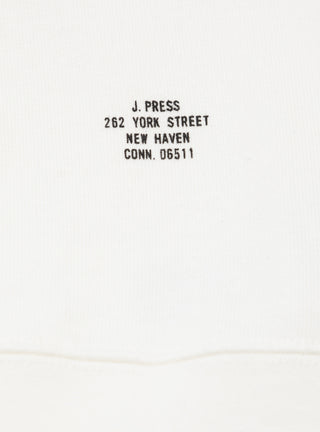 J. PRESS
262 YORK STREET
NEW HAVEN
CONN. 06511